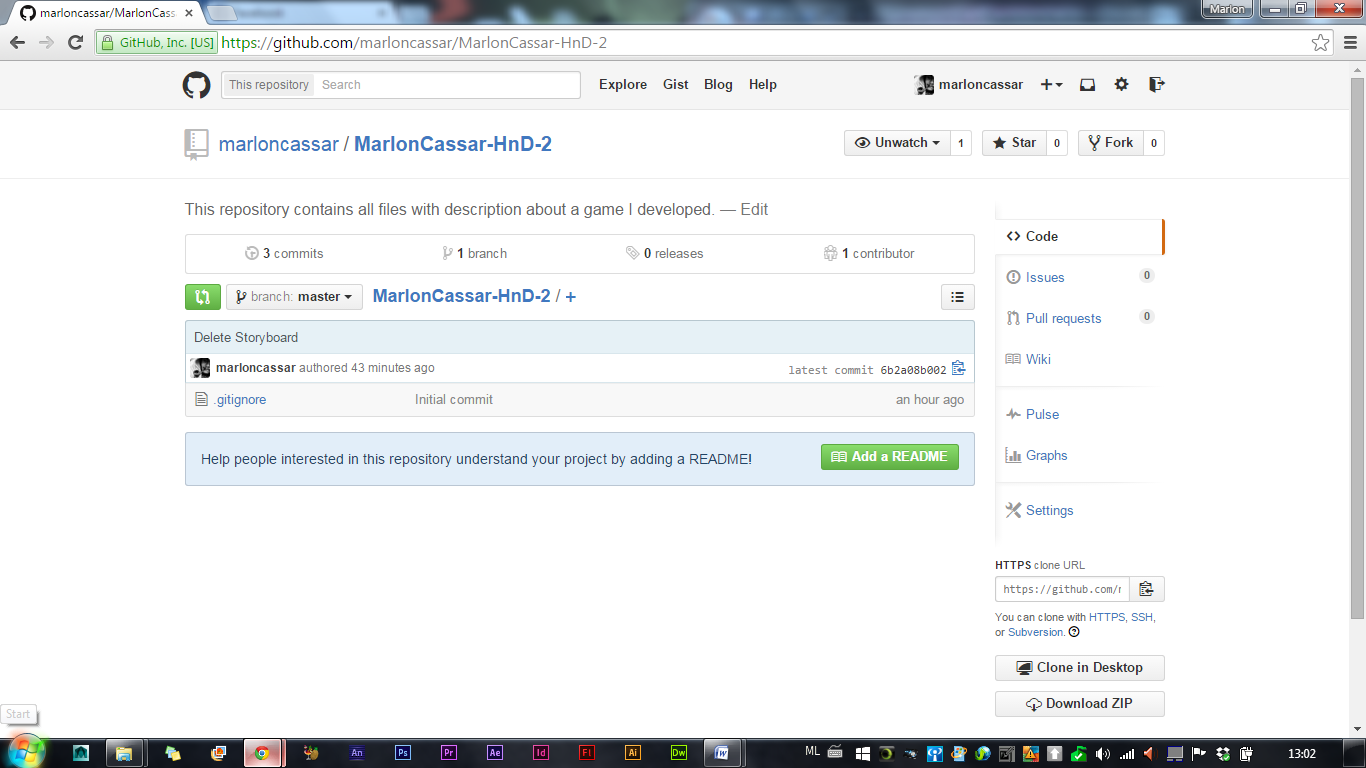 marloncassar/MarlonCass
Marlon
GitHub, Inc. [US]
https://github.com/marloncassar/MarlonCassar-HnD-2
This repository
Search
Explore
Gist
Blog
Help
marloncassar
marloncassar / MarlonCassar-HnD-2
Unwatch
1
Star
0
Fork
0
This repository contains all files with description about a game I developed. — Edit
3 commits
1 branch
0 releases
1 contributor
branch: master
MarlonCassar-HnD-2 / +
Delete Storyboard
marloncassar authored 43 minutes ago
latest commit 6b2a08b002
.gitignore
Initial commit
an hour ago
Help people interested in this repository understand your project by adding a README!
Add a README
Code
Issues
0
Pull requests
0
Wiki
Pulse
Graphs
Settings
HTTPS clone URL
https://github.com/
You can clone with HTTPS, SSH,
or Subversion.
Clone in Desktop
Download ZIP
Start
An
Ps
Pr
Ae
Id
Fl
Ai
Dw
W
ML
13:02